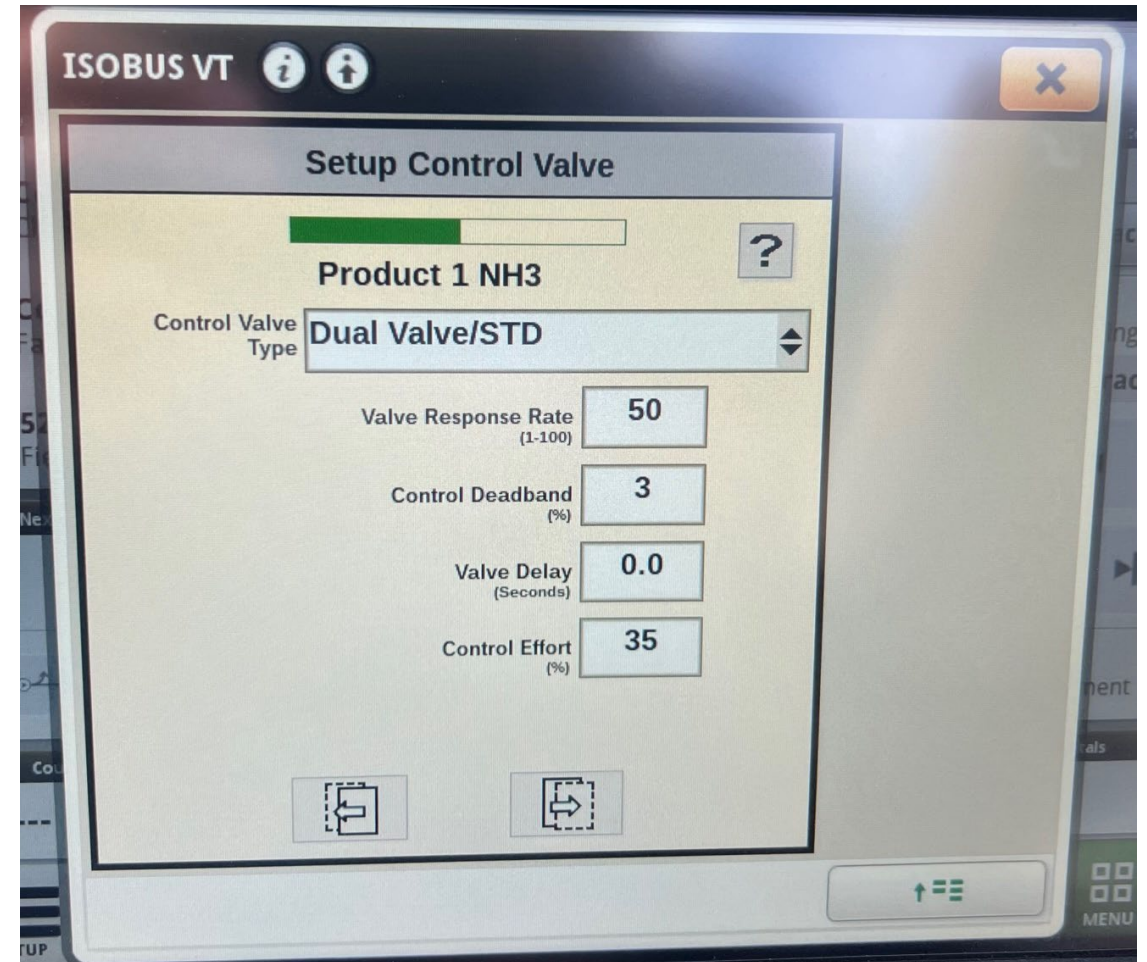 ISOBUS VT
Setup Control Valve
?
Product 1 NH3
Control Valve
Type
Dual Valve/STD
Valve Response Rate
(1-100)
50
Control Deadband
(%)
3
Valve Delay
(Seconds)
0.0
Control Effort
(%)
35
MENU